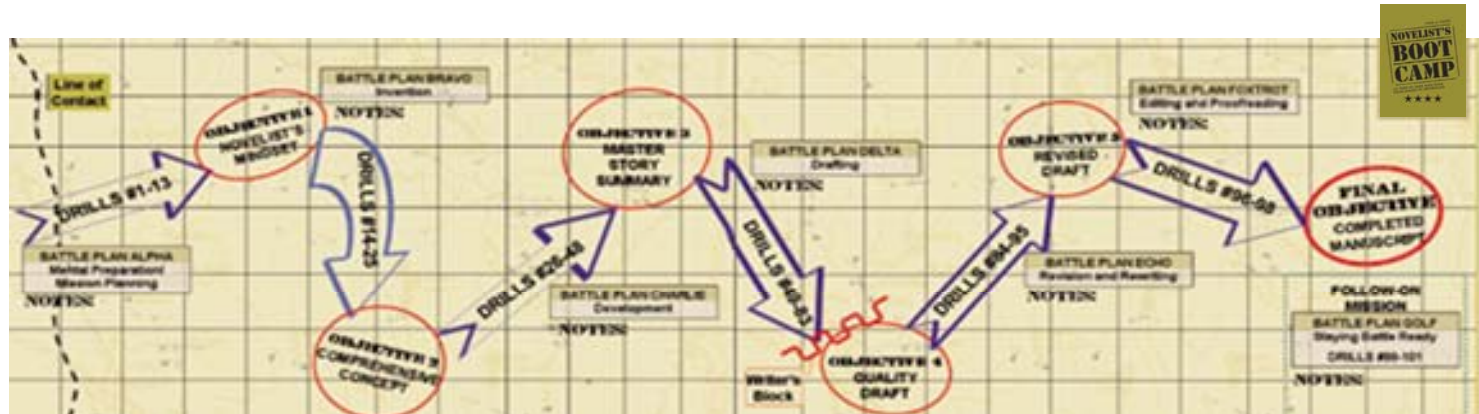 NOVELIST'S
BOOT
CAMP
Line of
Contact
DRILLS #1-13
BATTLE PLAN ALPHA
Mental Preparation/
Mission Planning
NOTES:
OBJECTIVE 1
NOVELIST'S
MINDSET
BATTLE PLAN BRAVO
Invention
NOTES:
DRILLS #14-25
OBJECTIVE 2
COMPREHENSIVE
CONCEPT
DRILLS #26-48
BATTLE PLAN CHARLIE
Development
NOTES:
OBJECTIVE 3
MASTER
STORY
SUMMARY
BATTLE PLAN DELTA
Drafting
NOTES:
DRILLS #49-83
Writer's
Block
OBJECTIVE 4
QUALITY
DRAFT
DRILLS #84-95
BATTLE PLAN ECHO
Revision and Rewriting
NOTES:
OBJECTIVE 5
REVISED
DRAFT
BATTLE PLAN FOXTROT
Editing and Proofreading
NOTES:
DRILLS #96-98
FINAL
OBJECTIVE
COMPLETED
MANUSCRIPT
FOLLOW-ON
MISSION
BATTLE PLAN GOLF
Staying Battle Ready
DRILLS #99-101
NOTES: